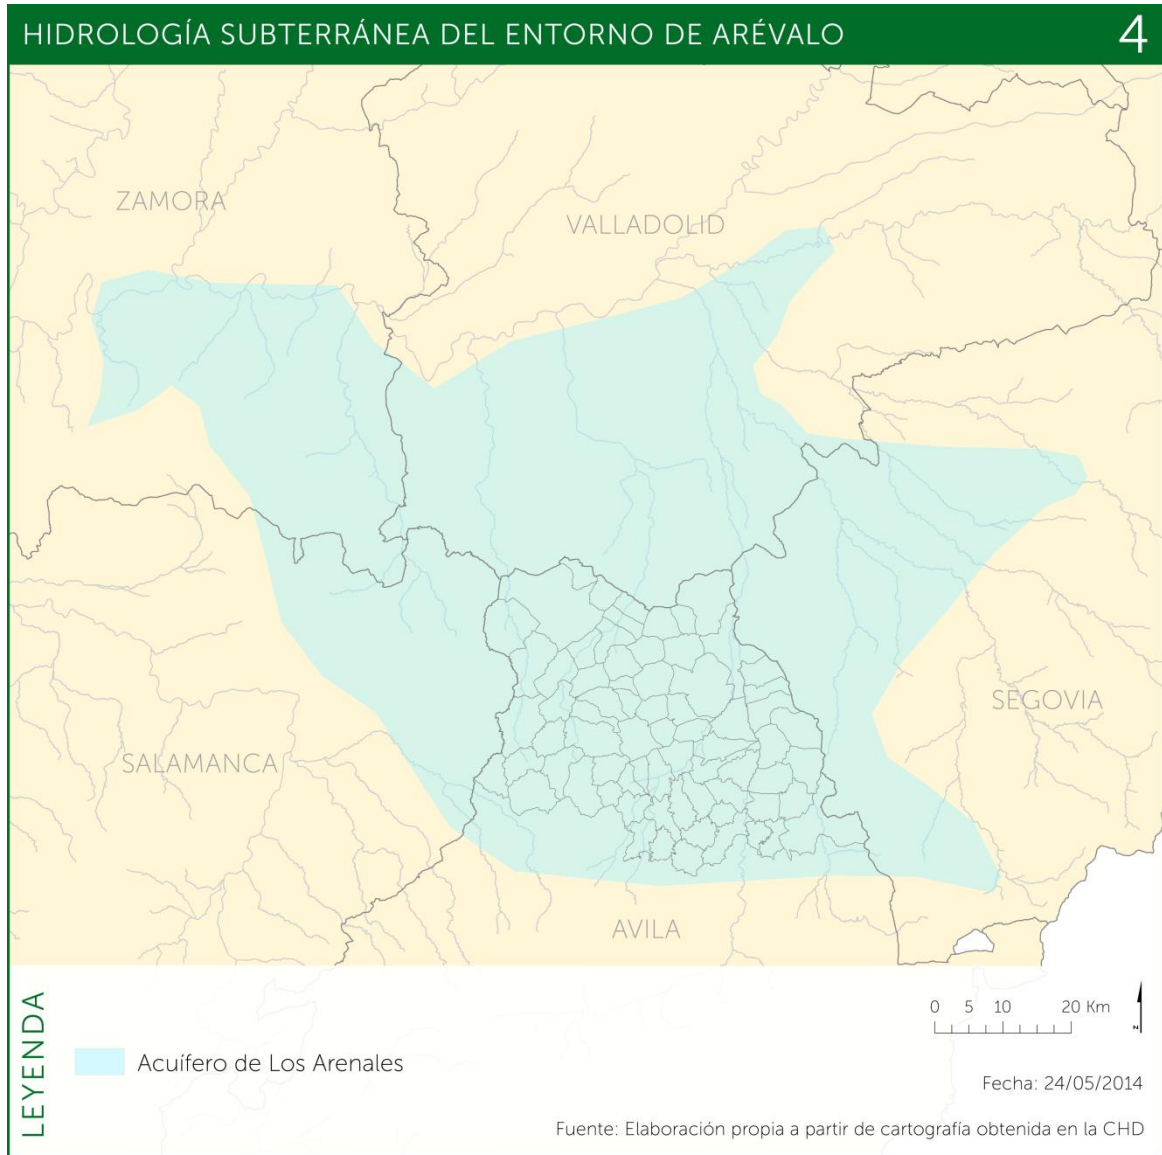 HIDROLOGÍA SUBTERRÁNEA DEL ENTORNO DE ARÉVALO 4
ZAMORA
VALLADOLID
SEGOVIA
SALAMANCA
AVILA
LEYENDA
Acuífero de Los Arenales
0 5 10 20 Km
N
Fecha: 24/05/2014
Fuente: Elaboración propia a partir de cartografía obtenida en la CHD